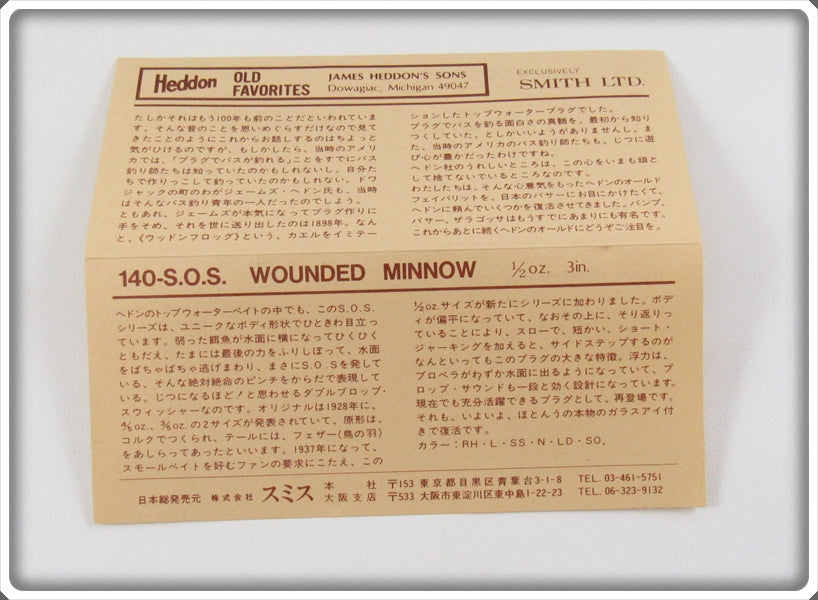 Heddon OLD FAVORITES
JAMES HEDDON'S SONS
Dowagiac, Michigan 49047
EXCLUSIVELY
SMITH LTD.
たしかそれはもう100年も前のことだといわれていま
す。そんな昔のことを思いめぐらすだけなので見て
きたことのようにこれからお話しするのはちょっと
気がひけるのですが、もしかしたら、当時のアメリ
カでは、「プラグでバスが釣れる」ことをすでにバス
釣り師たちは知っていたのかもしれないし、自分た
ちで作りっこして釣っていたのかもしれない。ドワ
ジャックの町のわがジェームズ・ヘドン氏も、当時
はそんなバス釣り青年の一人だったのでしよう。
ともあれ、ジェームズが本気になってプラグ作りに
手をそめ、それを世に送り出したのは1898年。なん
と、《ウッドンフロッグ》という、カエルをイミテー
ションしたトップウォータープラグでした。
プラグでバスを釣る面白さの真髄を、最初から知り
つくしていた、としかいいようがありませんし、ま
た、当時のアメリカのバス釣り師たちも、じつに遊
び心が豊かだったわけですね。
ヘドン社のうれしいところは、この心をいまも頑と
して捨てないでいるところなのです。
わたしたちは、そんな心意気をもったヘドンのオールド
フェイバリットを、日本のバサーにお目にかけたくて、
ヘドンに頼んでいくつかを復活させてきました。バンプ、
バサー、ザラゴッサはもうすでにあまりにも有名です。
これからあとに続くヘドンのオールドにどうぞご注目を。
140-S.O.S. WOUNDED MINNOW ½oz. 3in.
ヘドンのトップウォーターベイトの中でも、このS.O.S.
シリーズは、ユニークなボディ形状でひときわ目立っ
ています。弱った餌魚が水面に横になってひくひく
ともだえ、たまには最後の力をふりしぼって、水面
をばちゃばちゃ逃げまわり、まさにS.O.Sを発して
いる、そんな絶対絶命のピンチをからだで表現して
いる。じつになるほど!と思わせるダブルプロップ・
スウィッシャーなのです。オリジナルは1928年に、
⅘oz.、¾oz.の2サイズが発表されていて、原形は、
コルクでつくられ、テールには、フェザー(鳥の羽)
をあしらってあったといいます。1937年になって、
スモールベイトを好むファンの要求にこたえ、この
½oz.サイズが新たにシリーズに加わりました。ボデ
ィが偏平になっていて、なおその上に、そり返りっ
ていることにより、スローで、短かい、ショート・
ジャーキングを加えると、サイドステップするのが
なんといってもこのプラグの大きな特徴。浮力は、
プロペラがわずか水面に出るようになっていて、プ
ロップ・サウンドも一段と効く設計になっています。
現在でも充分活躍できるプラグとして、再登場です。
それも、いよいよ、ほとんうの本物のガラスアイ付
きで復活です。
カラー：RH・L・SS・N・LD・SO.
日本総発売元 株式会社 スミス 本社 〒153 東京都目黒区青葉台3-1-8 TEL. 03-461-5751
大阪支店 〒533 大阪市東淀川区東中島1-22-23 TEL. 06-323-9132